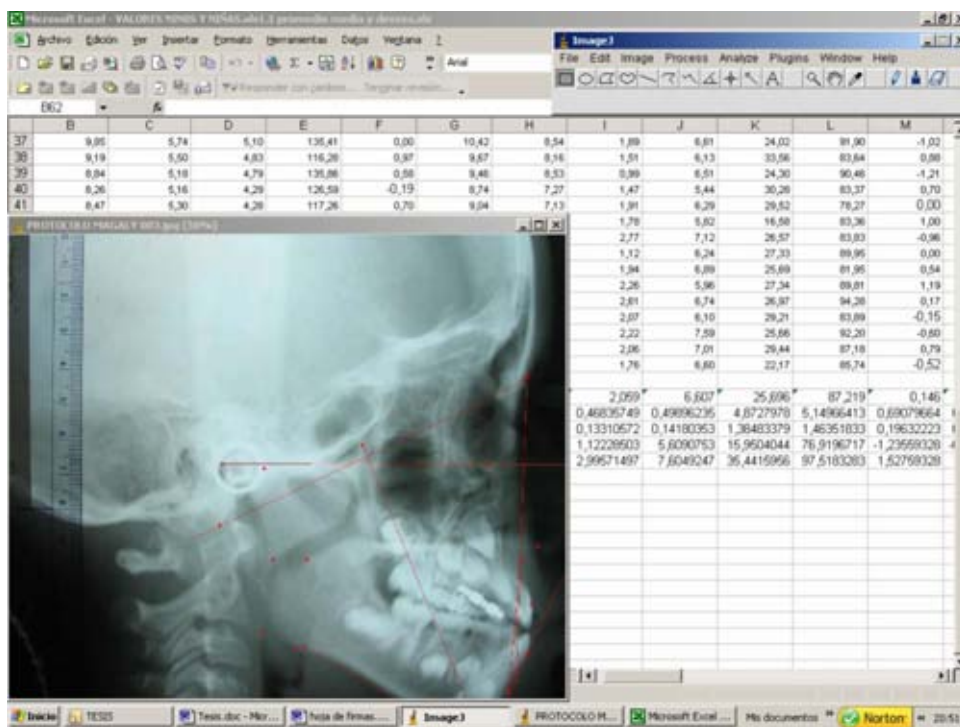 Microsoft Excel - VALORES NIÑOS Y NIÑAS
Archivo Edición Ver Insertar Formato Herramientas Datos Ventana ?
Arial
ImageJ
File Edit Image Process Analyze Plugins Window Help
B62
B C D E F G H I J K L M
37 9,85 5,74 5,10 135,41 0,00 10,42 8,54 1,89 6,61 24,02 91,90 -1,02
38 9,19 5,50 4,83 116,28 0,97 9,67 8,16 1,51 6,13 33,56 83,64 0,88
39 8,84 5,18 4,79 135,86 0,58 9,46 8,53 0,99 6,51 24,30 90,46 -1,21
40 8,26 5,16 4,29 126,59 -0,19 8,74 7,27 1,47 5,44 30,28 83,37 0,70
41 8,47 5,30 4,28 117,26 0,70 9,04 7,13 1,91 6,29 29,52 78,27 0,00
1,78 5,82 16,58 83,36 1,00
2,77 7,12 26,57 83,83 -0,96
1,12 6,24 27,33 89,95 0,00
1,94 6,89 25,69 81,95 0,54
2,26 5,96 27,34 89,81 1,19
2,61 6,74 26,97 94,28 0,17
2,07 6,10 29,21 83,89 -0,15
2,22 7,59 25,66 92,20 -0,60
2,06 7,01 29,44 87,18 0,79
1,76 6,60 22,17 85,74 -0,52
2,059 6,607 25,696 87,219 0,146
0,46835749 0,49896235 4,8727978 5,14966413 0,69079664
0,13310572 0,14180353 1,38483379 1,46351833 0,19632223
1,12228503 5,6090753 15,9504044 76,9196717 -1,23559328
2,99571497 7,6049247 35,4415956 97,5183283 1,52759328
PROTOCOLO MAGALY 003.jpg (50%)
Inicio TESIS Tesis.doc - Micr... hoja de firmas.... ImageJ PROTOCOLO M... Microsoft Excel ... Mis documentos Norton